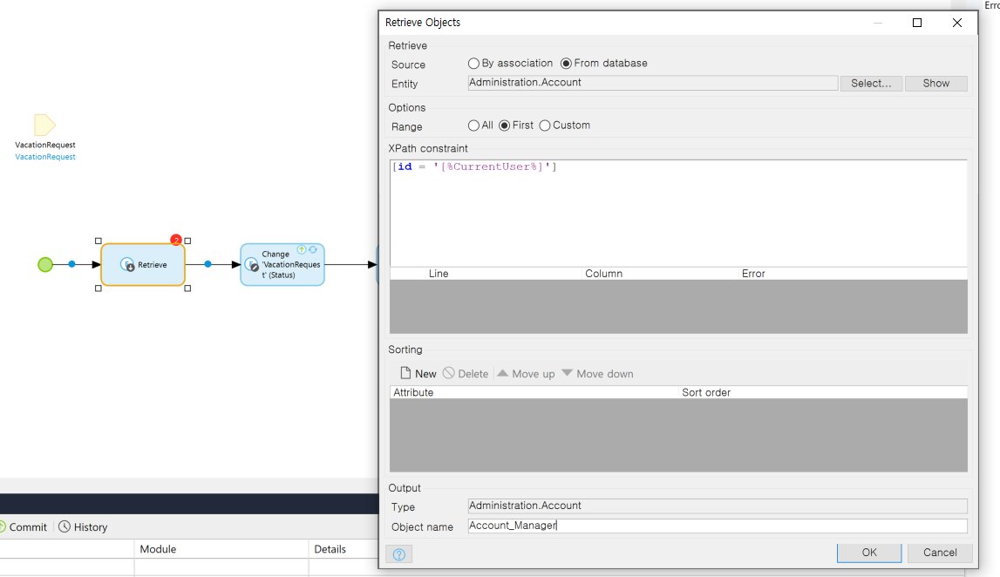 Retrieve Objects
Retrieve
Source
By association
From database
Entity
Administration.Account
Select...
Show
Options
Range
All
First
Custom
XPath constraint
[id = '[%CurrentUser%]']
Line
Column
Error
Sorting
New
Delete
Move up
Move down
Attribute
Sort order
Output
Type
Administration.Account
Object name
Account_Manager
OK
Cancel
VacationRequest
VacationRequest
2
Retrieve
Change
'VacationReques
t' (Status)
Commit
History
Module
Details